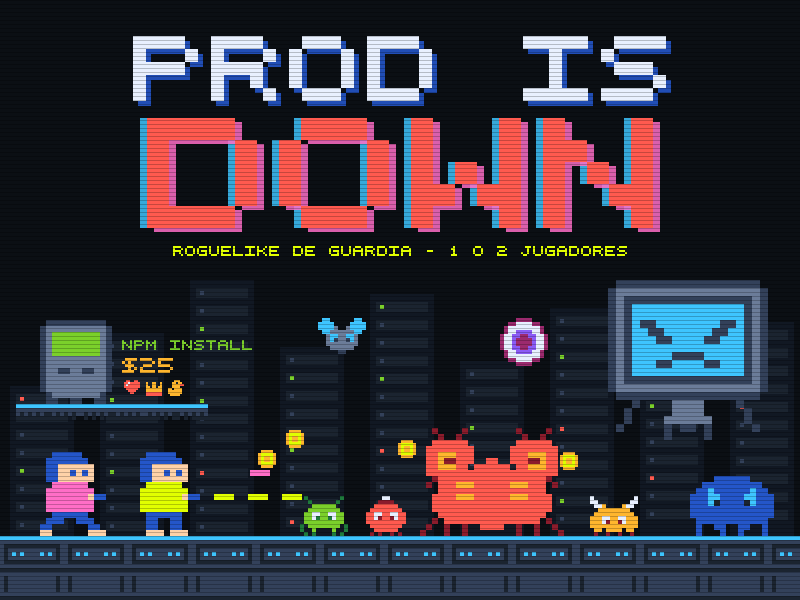 PROD IS
DOWN
ROGUELIKE DE GUARDIA - 1 O 2 JUGADORES
NPM INSTALL
$25